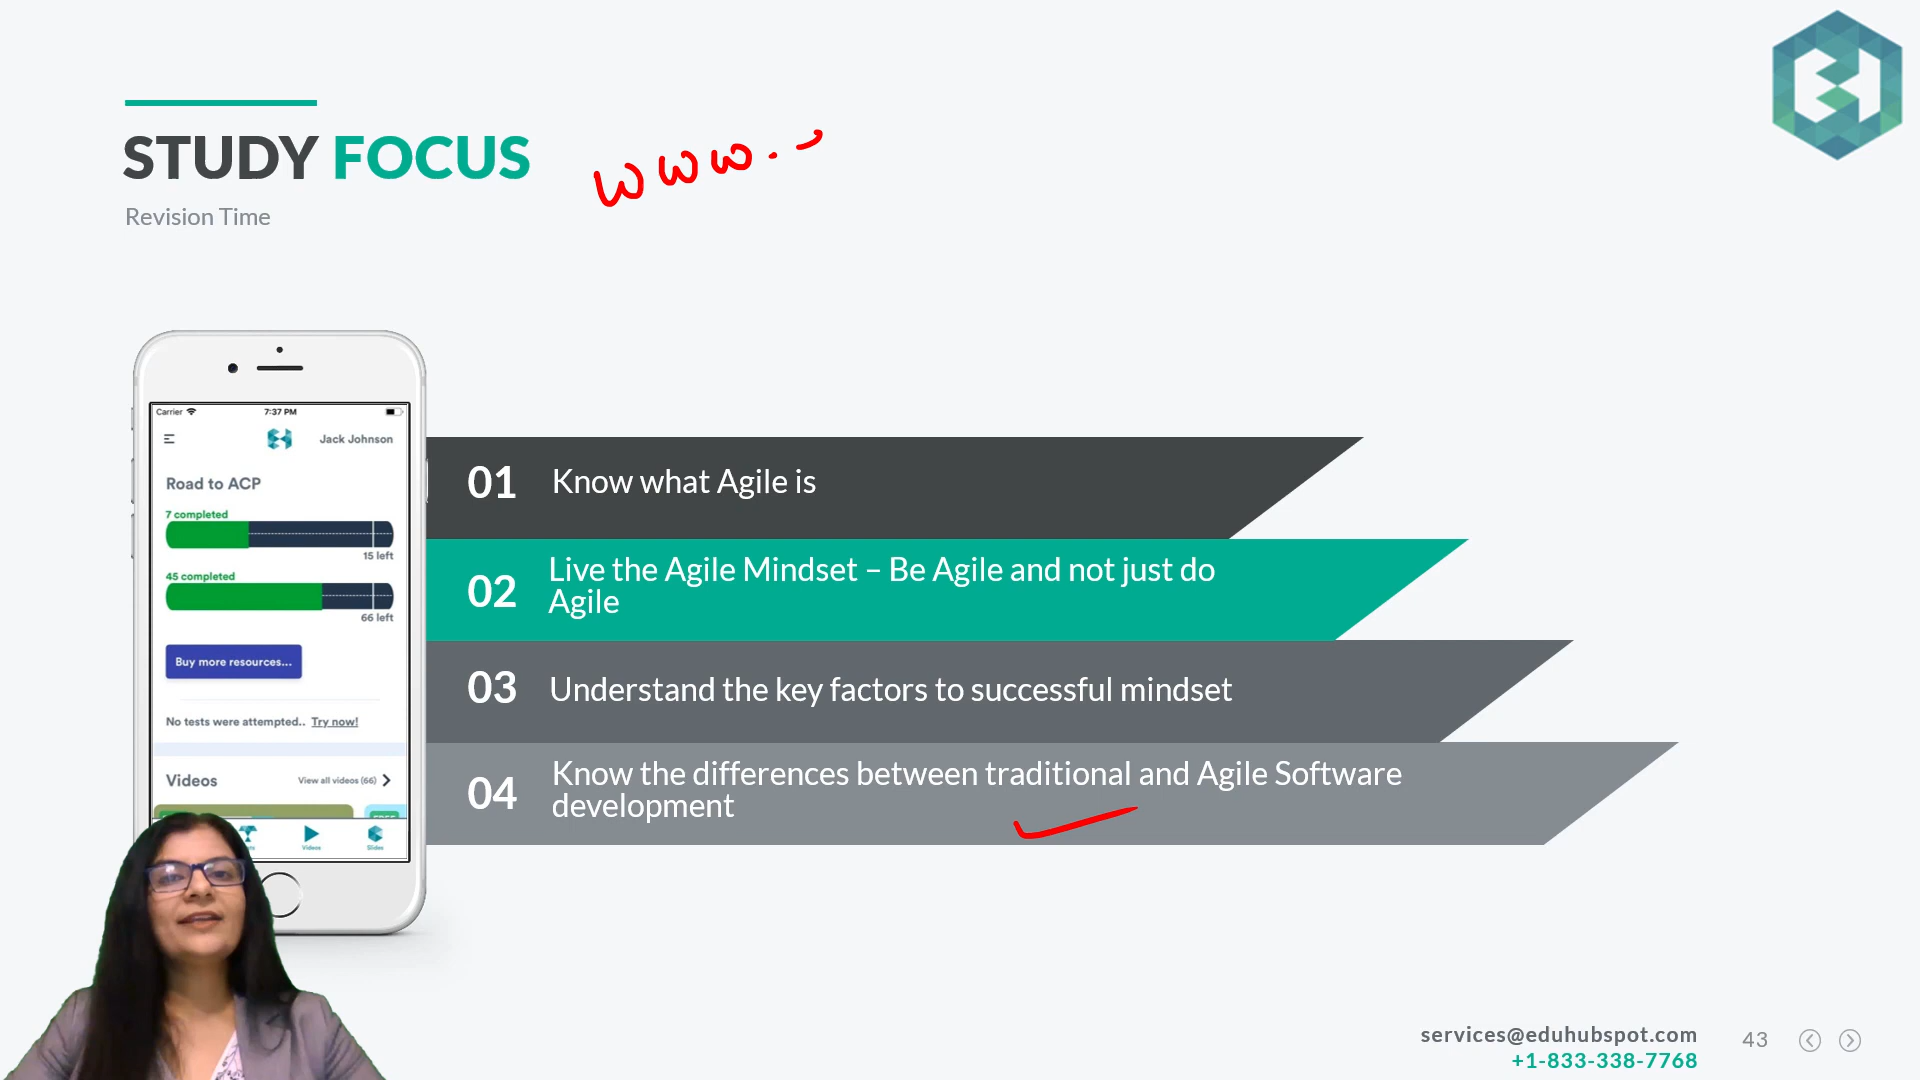 STUDY FOCUS
www.
Revision Time
Carrier 7:37 PM
Jack Johnson
Road to ACP
7 completed
15 left
45 completed
66 left
Buy more resources...
No tests were attempted.. Try now!
Videos View all videos (66)
Videos
Slides
01 Know what Agile is
02 Live the Agile Mindset – Be Agile and not just do
Agile
03 Understand the key factors to successful mindset
04 Know the differences between traditional and Agile Software
development
services@eduhubspot.com
+1-833-338-7768
43